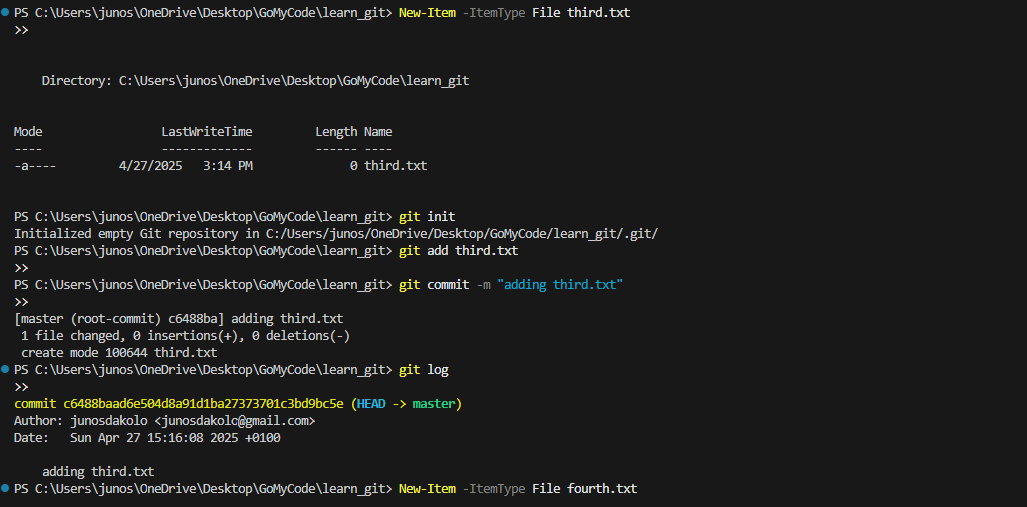 PS C:\Users\junos\OneDrive\Desktop\GoMyCode\learn_git> New-Item -ItemType File third.txt
>>
Directory: C:\Users\junos\OneDrive\Desktop\GoMyCode\learn_git
Mode LastWriteTime Length Name
---- ------------- ------ ----
-a---- 4/27/2025 3:14 PM 0 third.txt
PS C:\Users\junos\OneDrive\Desktop\GoMyCode\learn_git> git init
Initialized empty Git repository in C:/Users/junos/OneDrive/Desktop/GoMyCode/learn_git/.git/
PS C:\Users\junos\OneDrive\Desktop\GoMyCode\learn_git> git add third.txt
>>
PS C:\Users\junos\OneDrive\Desktop\GoMyCode\learn_git> git commit -m "adding third.txt"
>>
[master (root-commit) c6488ba] adding third.txt
1 file changed, 0 insertions(+), 0 deletions(-)
create mode 100644 third.txt
PS C:\Users\junos\OneDrive\Desktop\GoMyCode\learn_git> git log
>>
commit c6488baad6e504d8a91d1ba27373701c3bd9bc5e (HEAD -> master)
Author: junosdakolo <junosdakolo@gmail.com>
Date: Sun Apr 27 15:16:08 2025 +0100
adding third.txt
PS C:\Users\junos\OneDrive\Desktop\GoMyCode\learn_git> New-Item -ItemType File fourth.txt